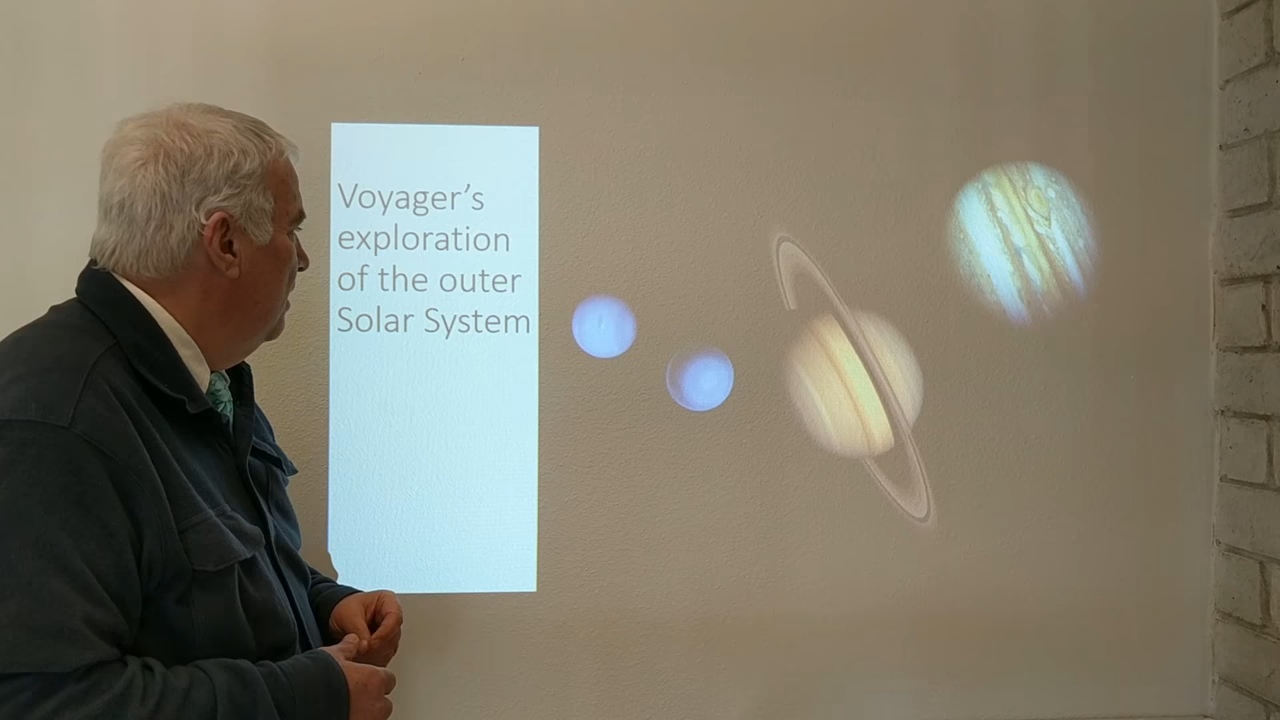 Voyager’s
exploration
of the outer
Solar System